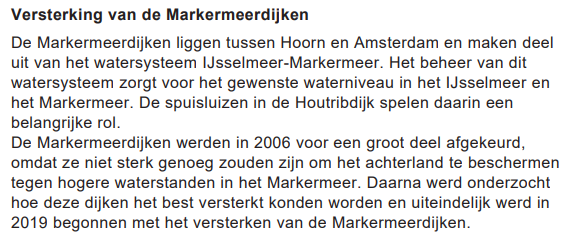 Versterking van de Markermeerdijken
De Markermeerdijken liggen tussen Hoorn en Amsterdam en maken deel
uit van het watersysteem IJsselmeer-Markermeer. Het beheer van dit
watersysteem zorgt voor het gewenste waterniveau in het IJsselmeer en
het Markermeer. De spuisluizen in de Houtribdijk spelen daarin een
belangrijke rol.
De Markermeerdijken werden in 2006 voor een groot deel afgekeurd,
omdat ze niet sterk genoeg zouden zijn om het achterland te beschermen
tegen hogere waterstanden in het Markermeer. Daarna werd onderzocht
hoe deze dijken het best versterkt konden worden en uiteindelijk werd in
2019 begonnen met het versterken van de Markermeerdijken.